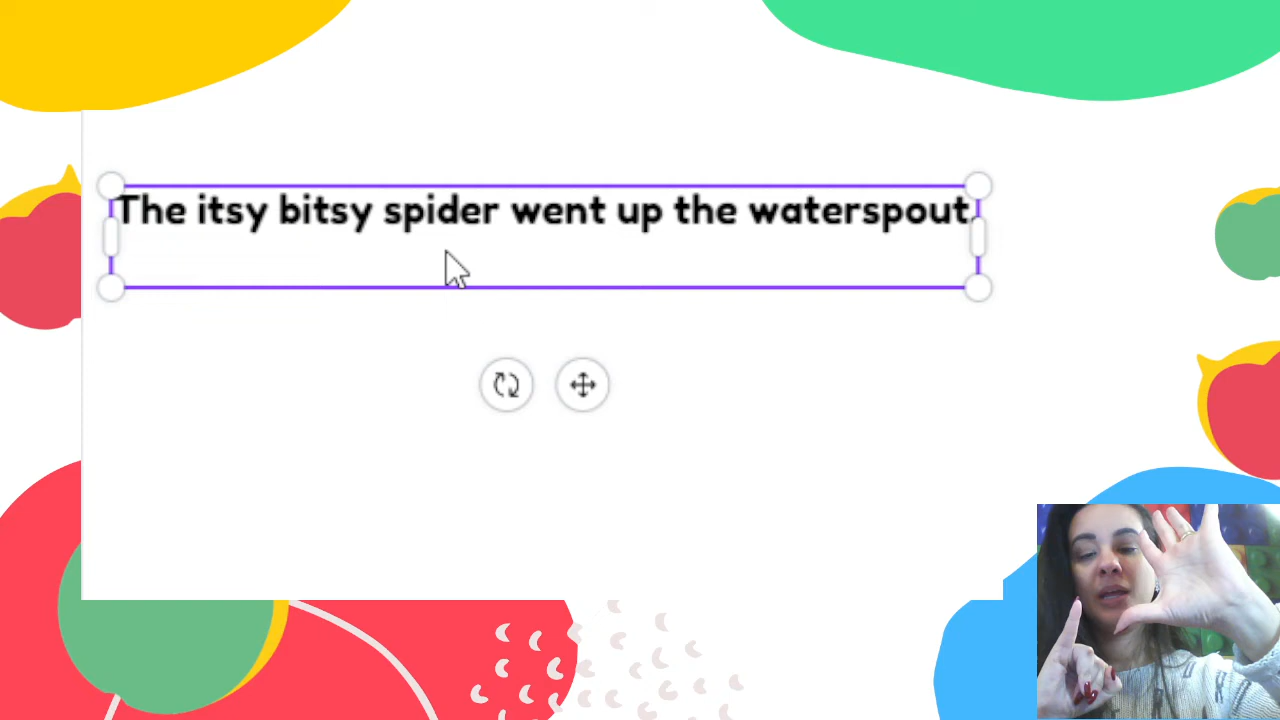 The itsy bitsy spider went up the waterspout.